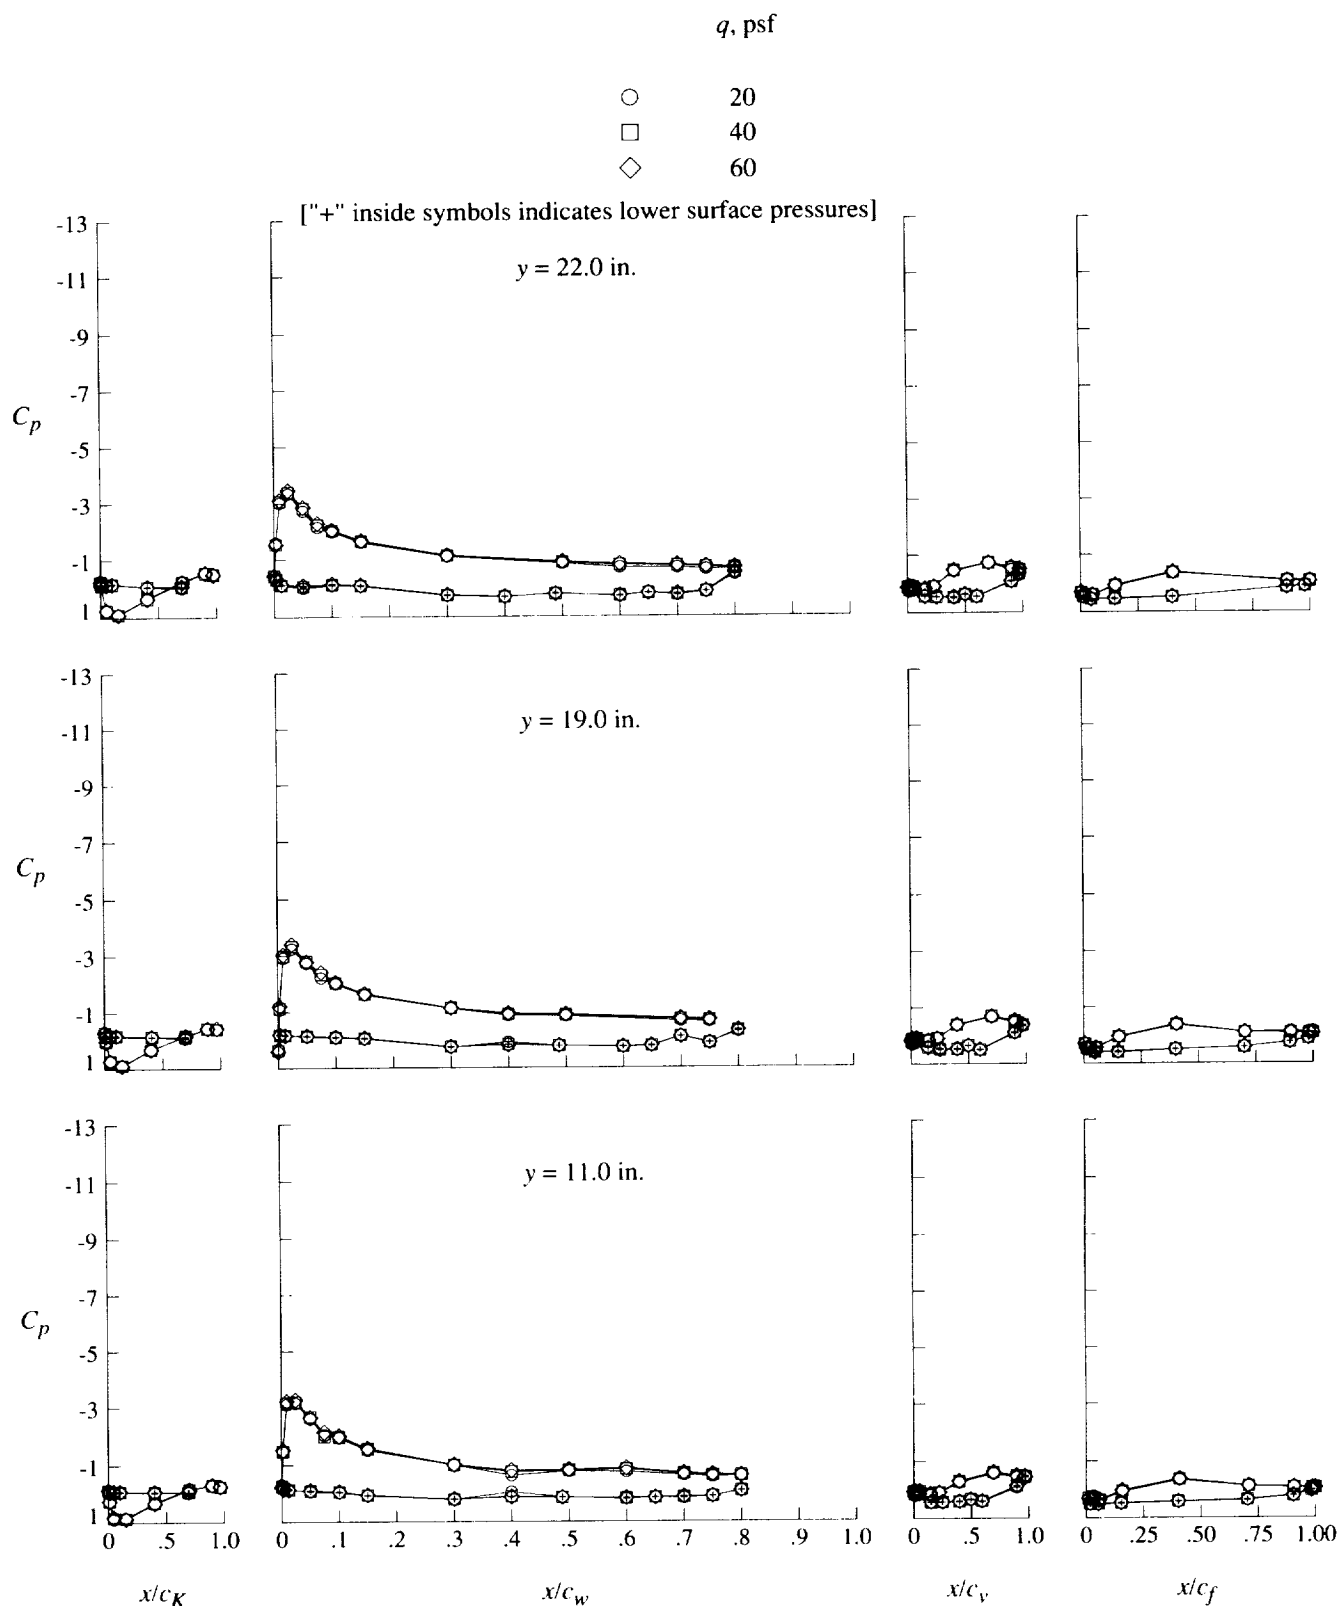 q, psf
20
40
60
["+" inside symbols indicates lower surface pressures]
-13
-11
-9
-7
-5
-3
-1
1
C_p
y = 22.0 in.
-13
-11
-9
-7
-5
-3
-1
1
C_p
y = 19.0 in.
-13
-11
-9
-7
-5
-3
-1
1
C_p
y = 11.0 in.
0 .5 1.0
0 .1 .2 .3 .4 .5 .6 .7 .8 1.0
0 .5 1.0
0 .25 .50 .75 1.00
x/c_K
x/c_w
x/c_v
x/c_f